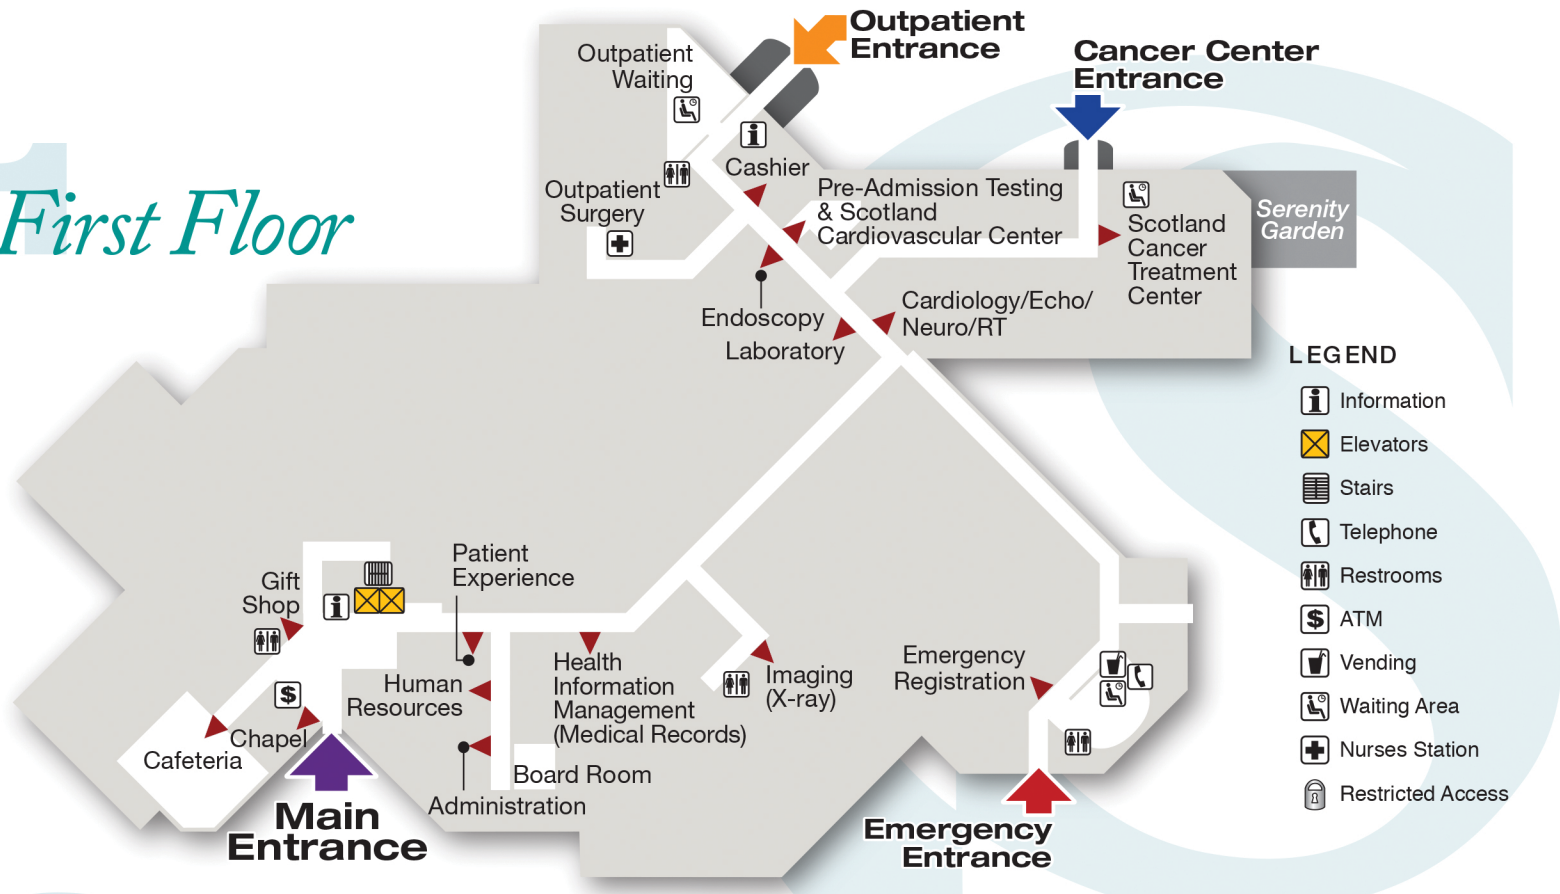 1
First Floor
Outpatient
Entrance
Cancer Center
Entrance
Outpatient
Waiting
Cashier
Outpatient
Surgery
Pre-Admission Testing
& Scotland
Cardiovascular Center
Scotland
Cancer
Treatment
Center
Serenity
Garden
Endoscopy
Laboratory
Cardiology/Echo/
Neuro/RT
Patient
Experience
Gift
Shop
Human
Resources
Health
Information
Management
(Medical Records)
Imaging
(X-ray)
Emergency
Registration
Cafeteria
Chapel
Board Room
Administration
Main
Entrance
Emergency
Entrance
LEGEND
Information
Elevators
Stairs
Telephone
Restrooms
$ ATM
Vending
Waiting Area
Nurses Station
Restricted Access